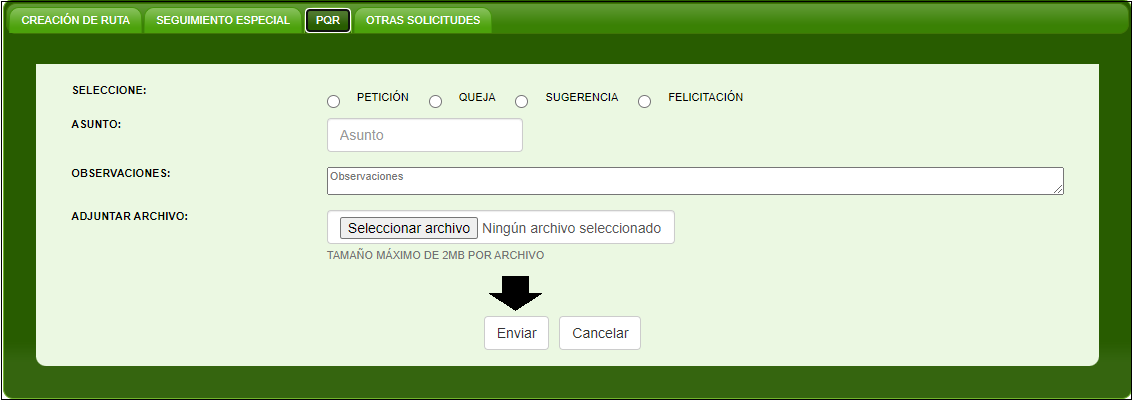 CREACIÓN DE RUTA SEGUIMIENTO ESPECIAL PQR OTRAS SOLICITUDES
SELECCIONE: PETICIÓN QUEJA SUGERENCIA FELICITACIÓN
ASUNTO: Asunto
OBSERVACIONES: Observaciones
ADJUNTAR ARCHIVO: Seleccionar archivo Ningún archivo seleccionado
TAMAÑO MÁXIMO DE 2MB POR ARCHIVO
Enviar Cancelar